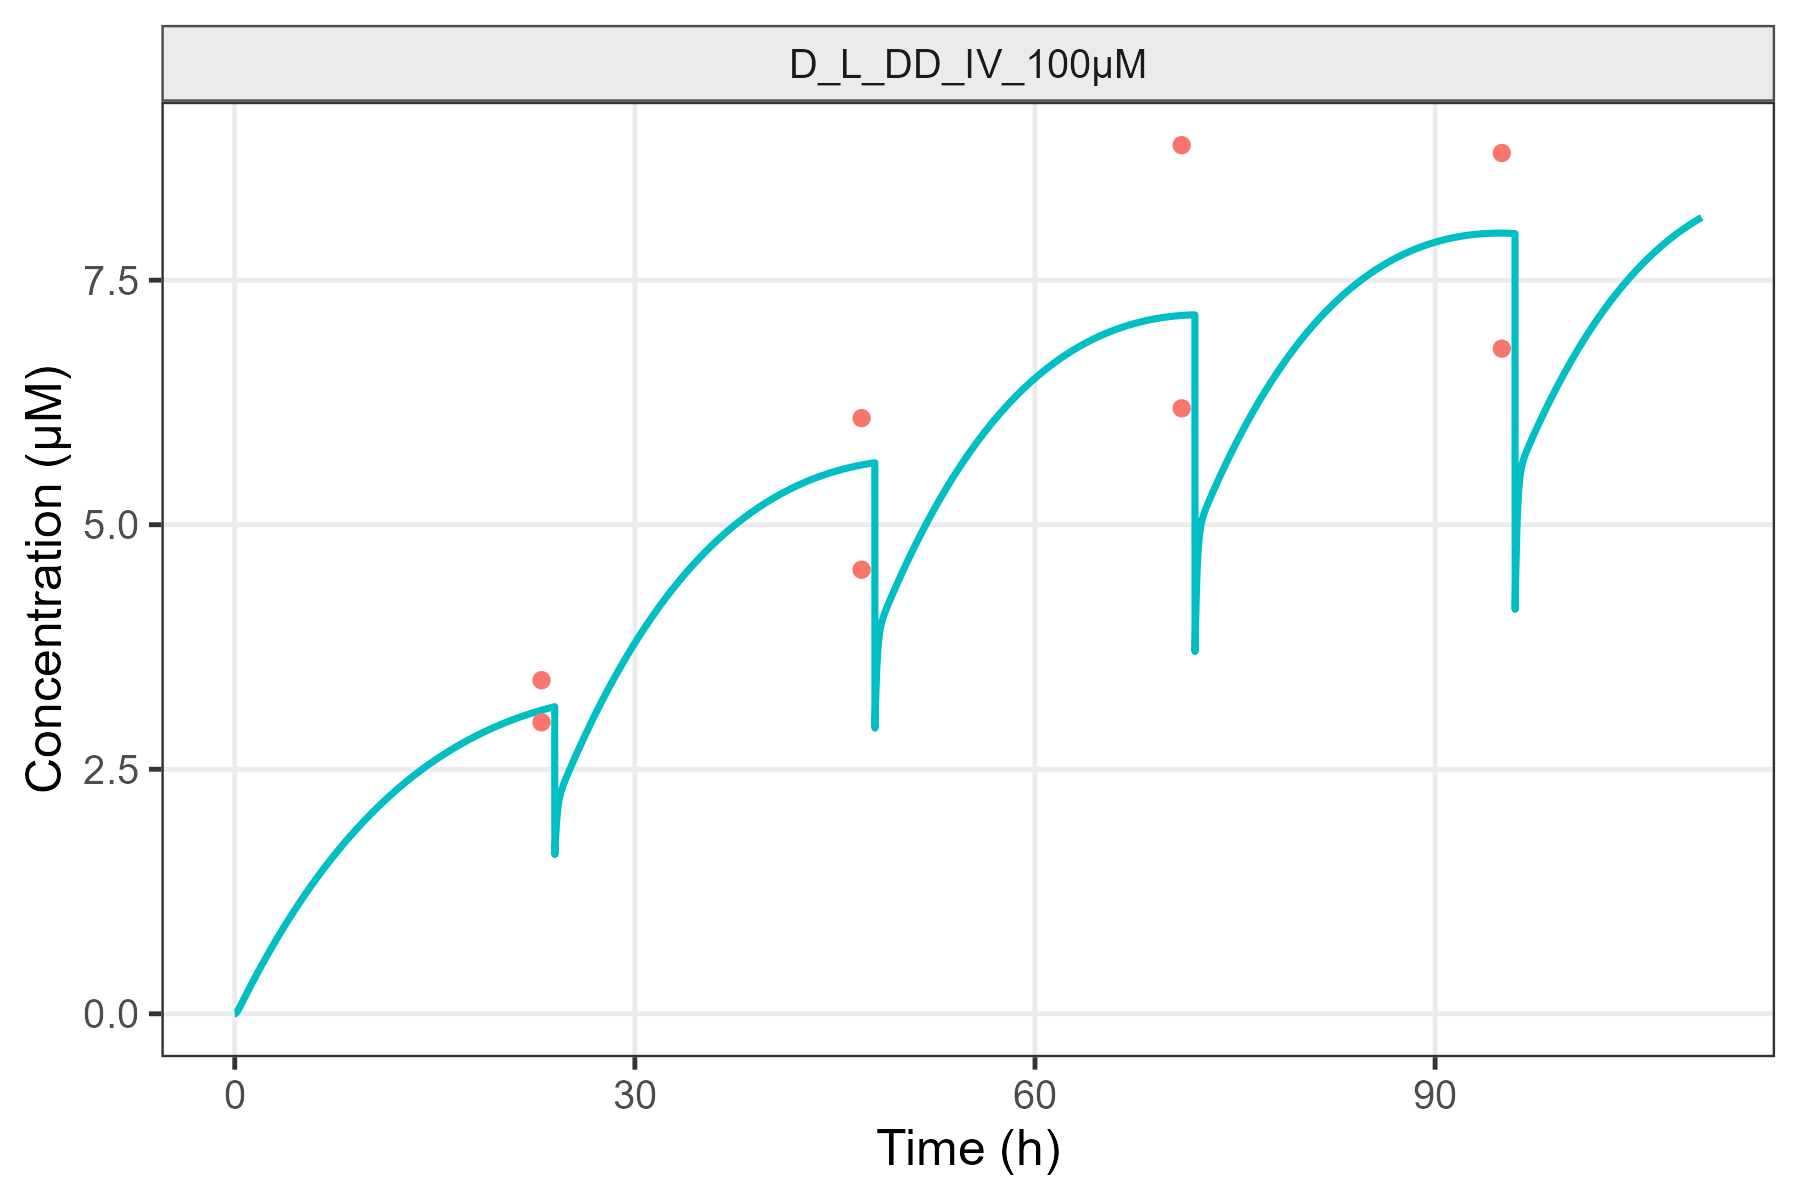 D_L_DD_IV_100µM
Concentration (µM)
7.5
5.0
2.5
0.0
0 30 60 90
Time (h)